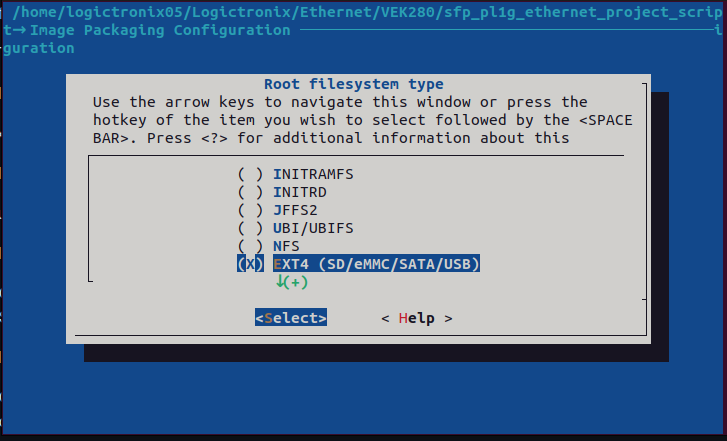 /home/logictronix05/Logictronix/Ethernet/VEK280/sfp_pl1g_ethernet_project_scrip
t→Image Packaging Configuration i
guration
Root filesystem type
Use the arrow keys to navigate this window or press the
hotkey of the item you wish to select followed by the <SPACE
BAR>. Press <?> for additional information about this
( ) INITRAMFS
( ) INITRD
( ) JFFS2
( ) UBI/UBIFS
( ) NFS
(X) EXT4 (SD/eMMC/SATA/USB)
↓(+)
<Select> < Help >